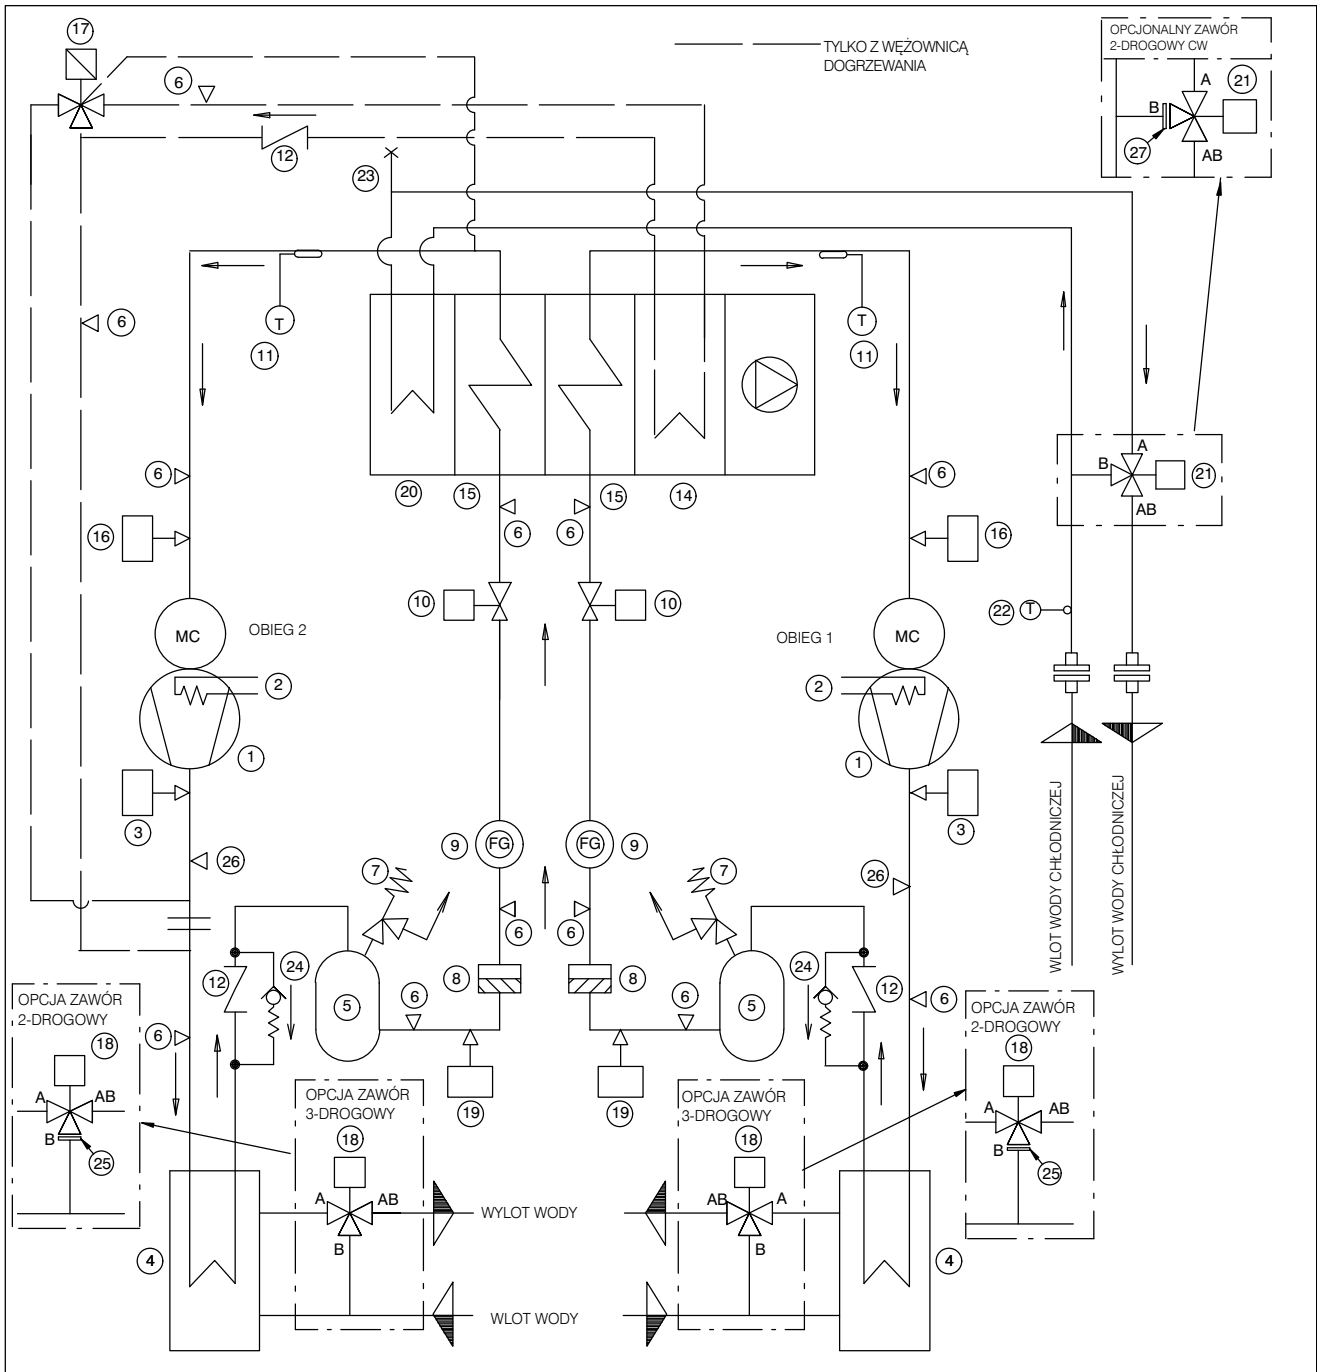 17
6
TYLKO Z WĘŻOWNICĄ
DOGRZEWANIA
OPCJONALNY ZAWÓR
2-DROGOWY CW
A
21
B
27
AB
12
23
6
T
11
T
11
A
B
21
AB
6
20
15
15
14
6
6
6
16
16
10
10
22
T
MC
OBIEG 2
OBIEG 1
MC
2
2
1
1
3
3
9
FG
FG
9
26
7
7
26
6
6
WLOT WODY CHŁODNICZEJ
WYLOT WODY CHŁODNICZEJ
12
24
8
8
24
12
5
5
6
6
6
6
OPCJA ZAWÓR
2-DROGOWY
18
A
AB
B
25
OPCJA ZAWÓR
2-DROGOWY
18
A
AB
B
25
19
19
OPCJA ZAWÓR
3-DROGOWY
18
A
AB
B
OPCJA ZAWÓR
3-DROGOWY
18
AB
A
B
WYLOT WODY
4
4
WLOT WODY